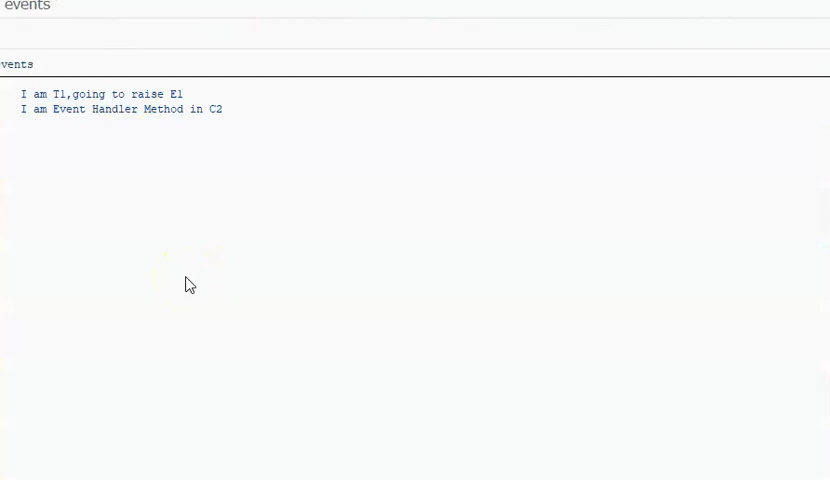 events
vents
I am T1,going to raise E1
I am Event Handler Method in C2